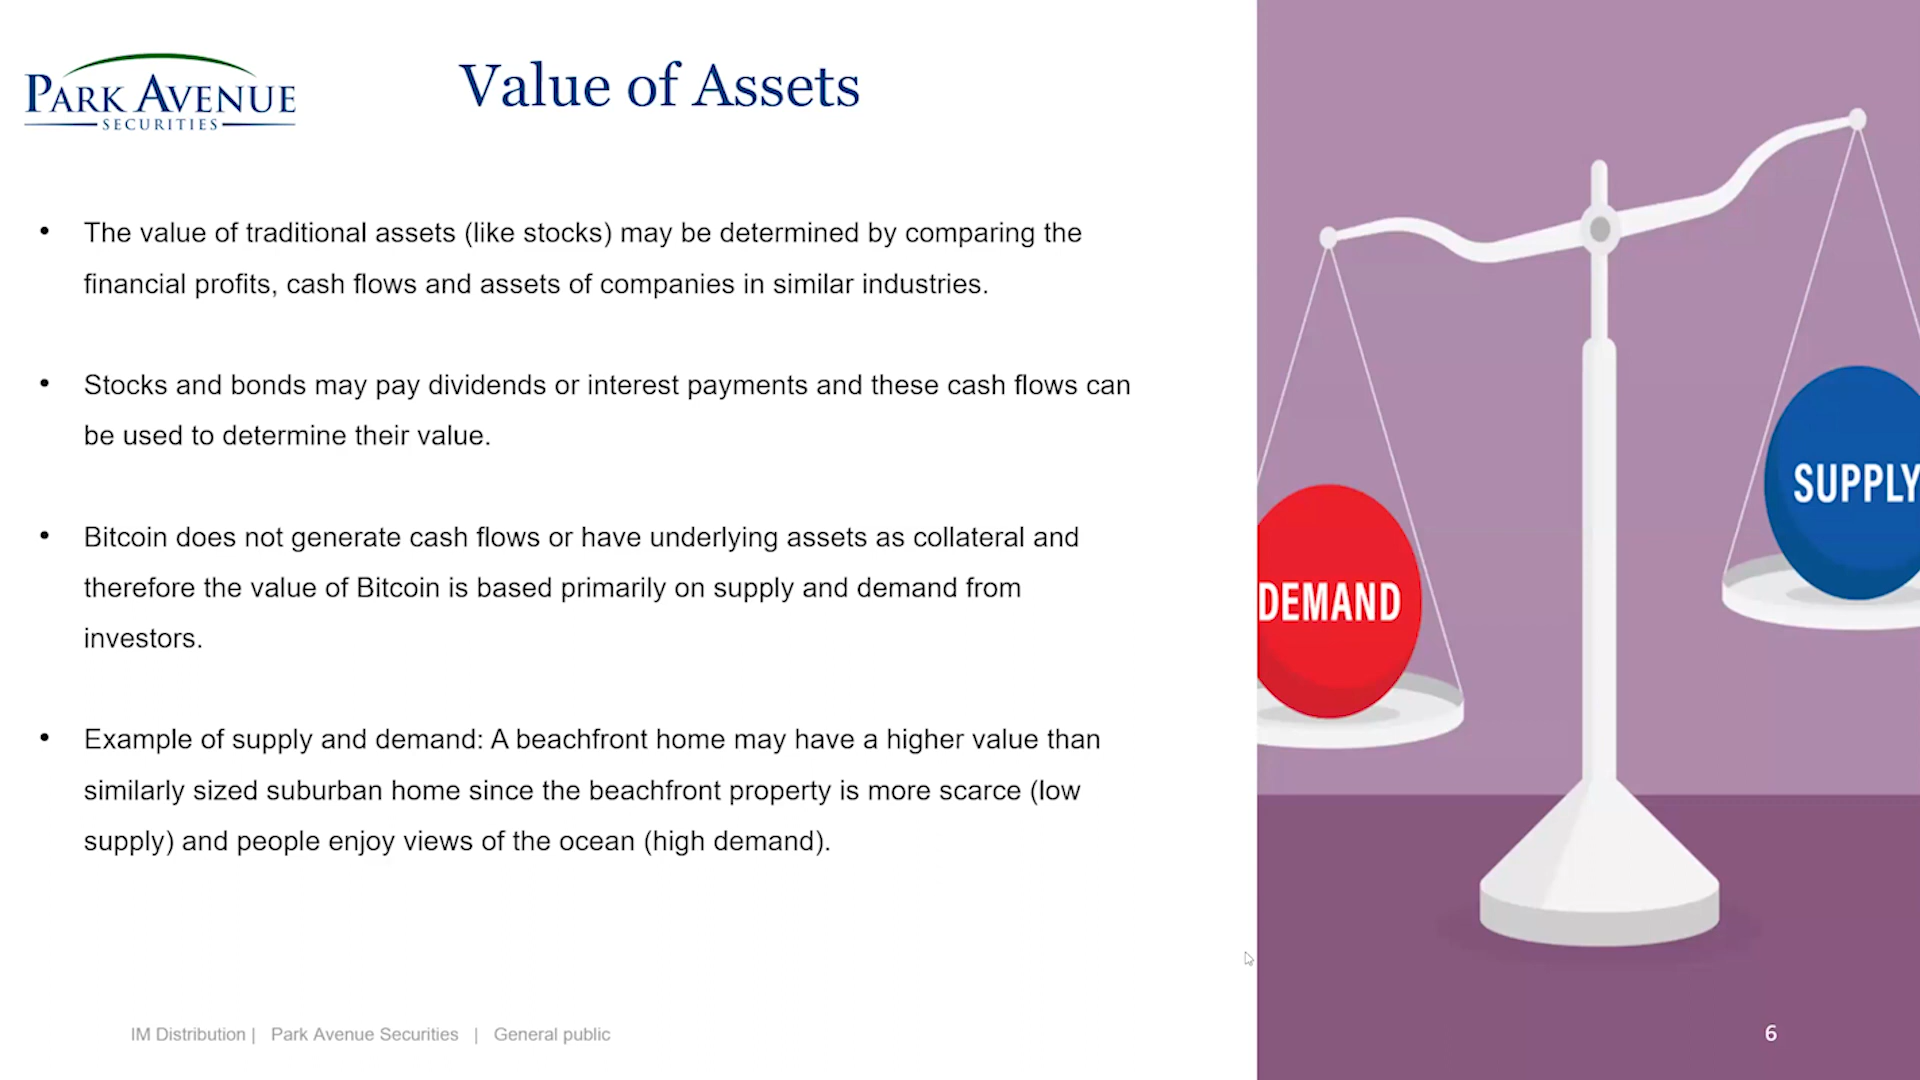 PARK AVENUE
SECURITIES
Value of Assets
• The value of traditional assets (like stocks) may be determined by comparing the
financial profits, cash flows and assets of companies in similar industries.
• Stocks and bonds may pay dividends or interest payments and these cash flows can
be used to determine their value.
• Bitcoin does not generate cash flows or have underlying assets as collateral and
therefore the value of Bitcoin is based primarily on supply and demand from
investors.
• Example of supply and demand: A beachfront home may have a higher value than
similarly sized suburban home since the beachfront property is more scarce (low
supply) and people enjoy views of the ocean (high demand).
DEMAND
SUPPLY
IM Distribution | Park Avenue Securities | General public
6